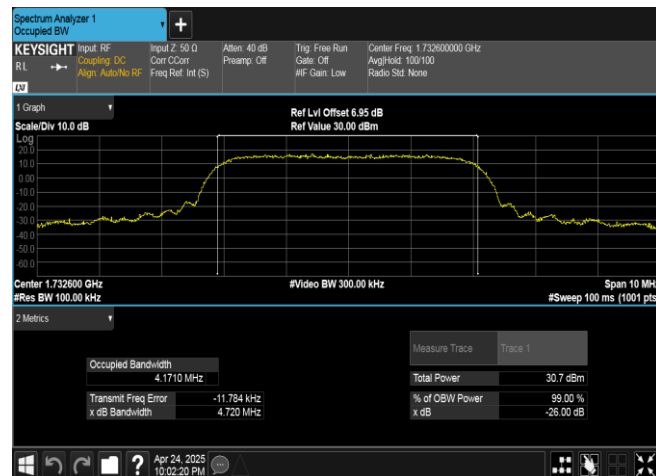 Spectrum Analyzer 1
Occupied BW
+
KEYSIGHT
RL
LXI
Input: RF
Coupling: DC
Align: Auto/No RF
Input Z: 50 Ω
Corr CCorr
Freq Ref: Int (S)
Atten: 40 dB
Preamp: Off
Trig: Free Run
Gate: Off
#IF Gain: Low
Center Freq: 1.732600000 GHz
Avg|Hold: 100/100
Radio Std: None
1 Graph
Scale/Div 10.0 dB
Ref Lvl Offset 6.95 dB
Ref Value 30.00 dBm
Log
20.0
10.0
0.00
-10.0
-20.0
-30.0
-40.0
-50.0
-60.0
Center 1.732600 GHz
#Res BW 100.00 kHz
#Video BW 300.00 kHz
Span 10 MHz
#Sweep 100 ms (1001 pts)
2 Metrics
Measure Trace Trace 1
Occupied Bandwidth
4.1710 MHz
Total Power 30.7 dBm
Transmit Freq Error -11.784 kHz
% of OBW Power 99.00 %
x dB Bandwidth 4.720 MHz
x dB -26.00 dB
?
Apr 24, 2025
10:02:20 PM